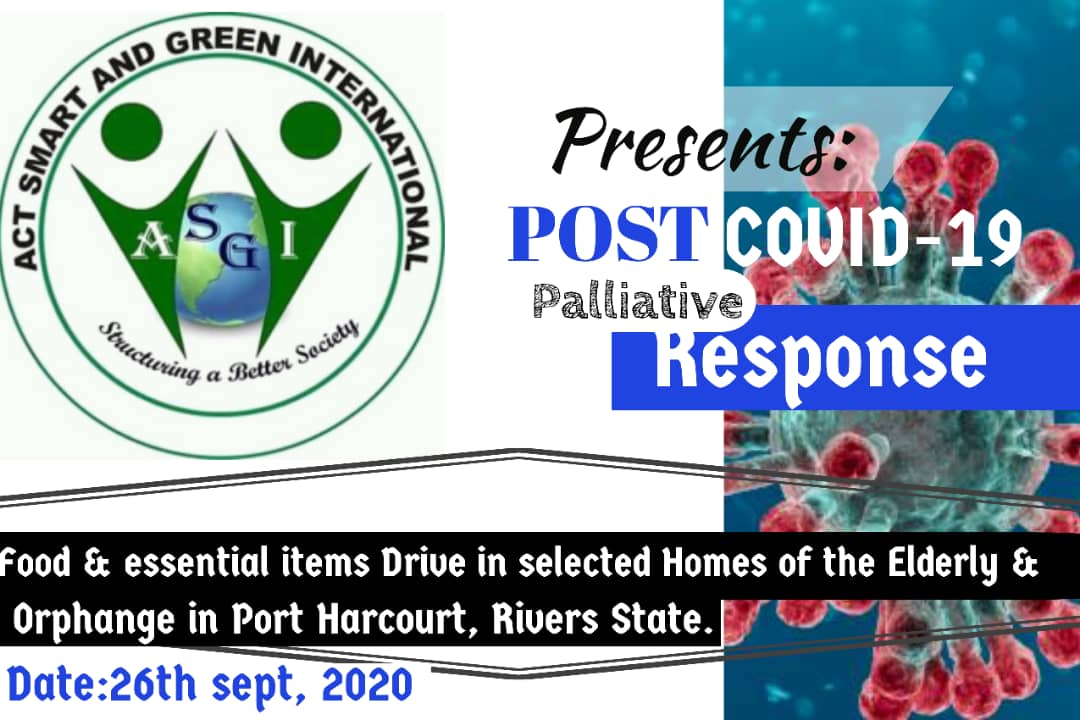 ACT SMART AND GREEN INTERNATIONAL
A S G I
Structuring a Better Society
Presents:
POST COVID-19
Palliative
Response
Food & essential items Drive in selected Homes of the Elderly &
Orphange in Port Harcourt, Rivers State.
Date:26th sept, 2020